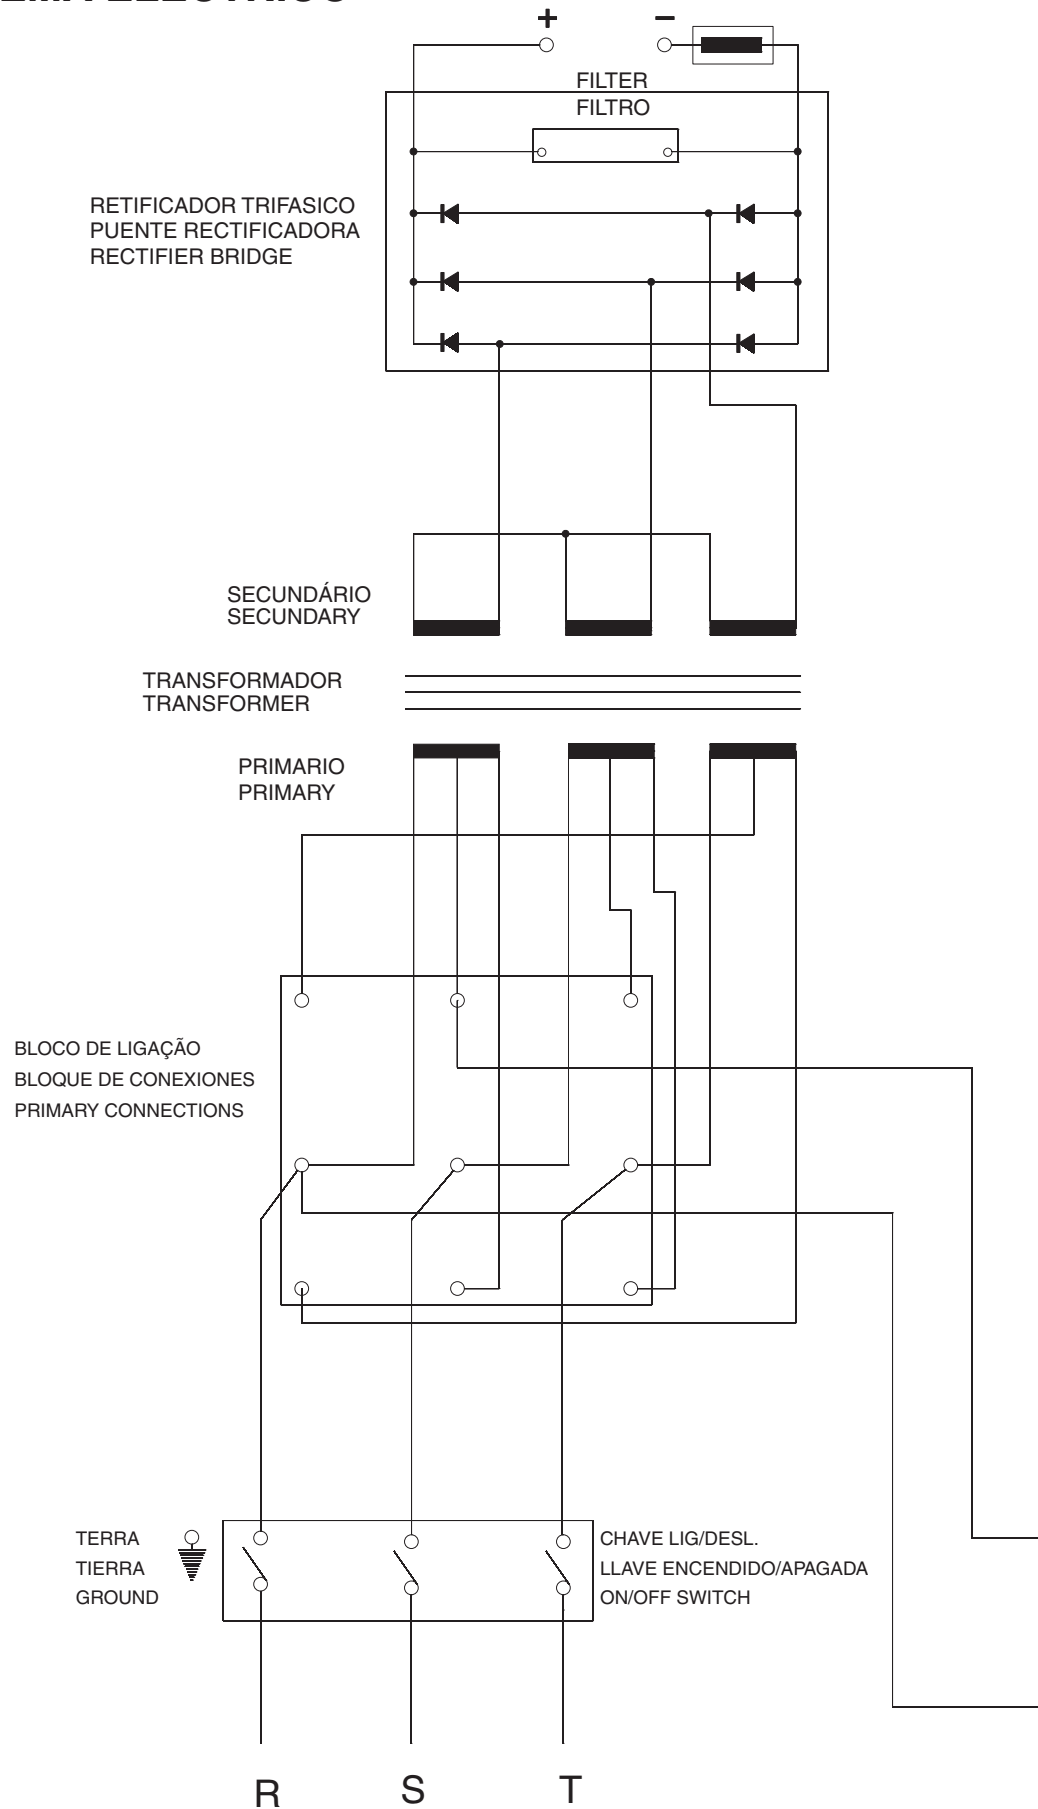 + −
FILTER
FILTRO
RETIFICADOR TRIFASICO
PUENTE RECTIFICADORA
RECTIFIER BRIDGE
SECUNDÁRIO
SECUNDARY
TRANSFORMADOR
TRANSFORMER
PRIMARIO
PRIMARY
BLOCO DE LIGAÇÃO
BLOQUE DE CONEXIONES
PRIMARY CONNECTIONS
TERRA
TIERRA
GROUND
CHAVE LIG/DESL.
LLAVE ENCENDIDO/APAGADA
ON/OFF SWITCH
R S T